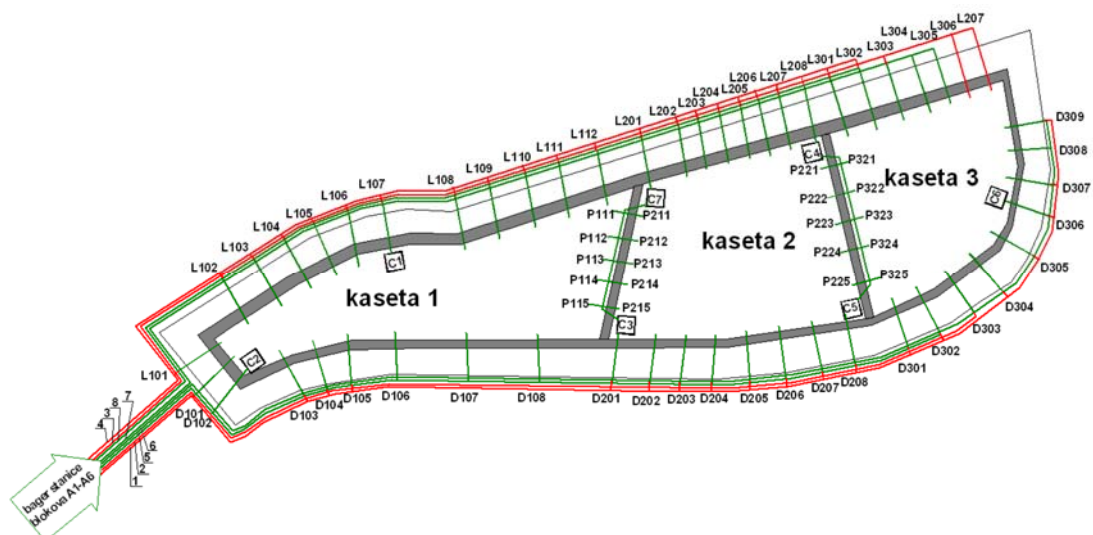 L207
L306
L304
L305
L303
L302
L301
L208
L207
L206
L205
L204
L203
L202
L201
L112
L111
L110
L109
L108
L107
L106
L105
L104
L103
L102
L101
D309
D308
D307
D306
D305
D304
D303
D302
D301
D208
D207
D206
D205
D204
D203
D202
D201
D108
D107
D106
D105
D104
D103
D102
D101
C4
P221
P321
P222
P322
P223
P323
P224
P324
P225
P325
C5
C6
kaseta 3
C7
P111
P211
P112
P212
P113
P213
P114
P214
P115
P215
C3
kaseta 2
C1
kaseta 1
C2
7
8
3
4
6
5
2
1
bager stanice
blokova A1-A6